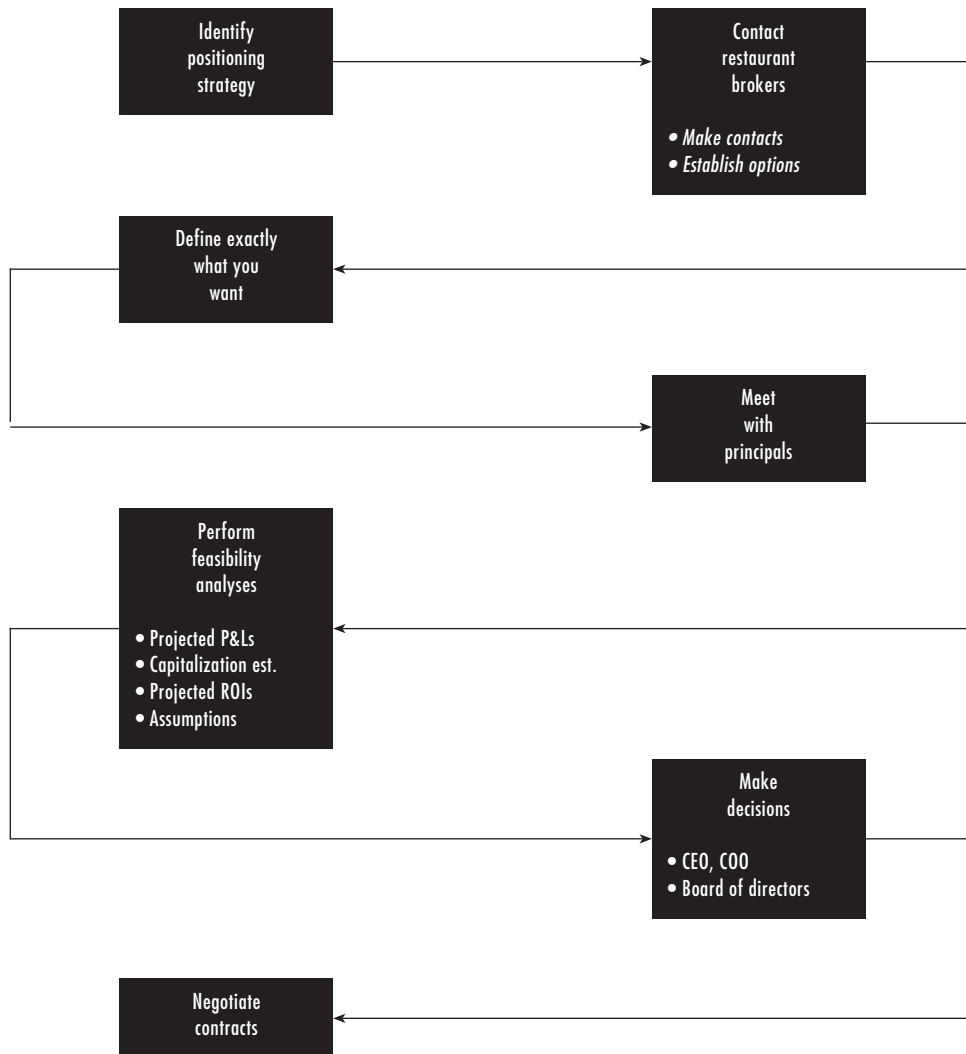 Identify
positioning
strategy
Contact
restaurant
brokers
• Make contacts
• Establish options
Define exactly
what you
want
Meet
with
principals
Perform
feasibility
analyses
• Projected P&Ls
• Capitalization est.
• Projected ROIs
• Assumptions
Make
decisions
• CEO, COO
• Board of directors
Negotiate
contracts